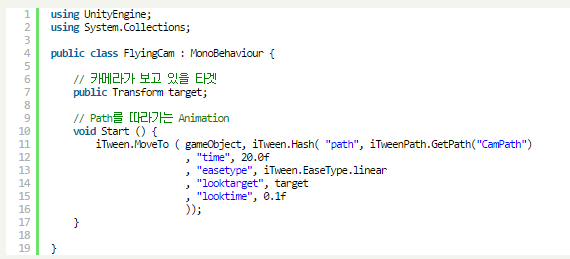 1 using UnityEngine;
2 using System.Collections;
3
4 public class FlyingCam : MonoBehaviour {
5
6     // 카메라가 보고 있을 타겟
7     public Transform target;
8
9     // Path를 따라가는 Animation
10     void Start () {
11         iTween.MoveTo ( gameObject, iTween.Hash( "path", iTweenPath.GetPath("CamPath")
12                         , "time", 20.0f
13                         , "easetype", iTween.EaseType.linear
14                         , "looktarget", target
15                         , "looktime", 0.1f
16                         ));
17     }
18
19 }